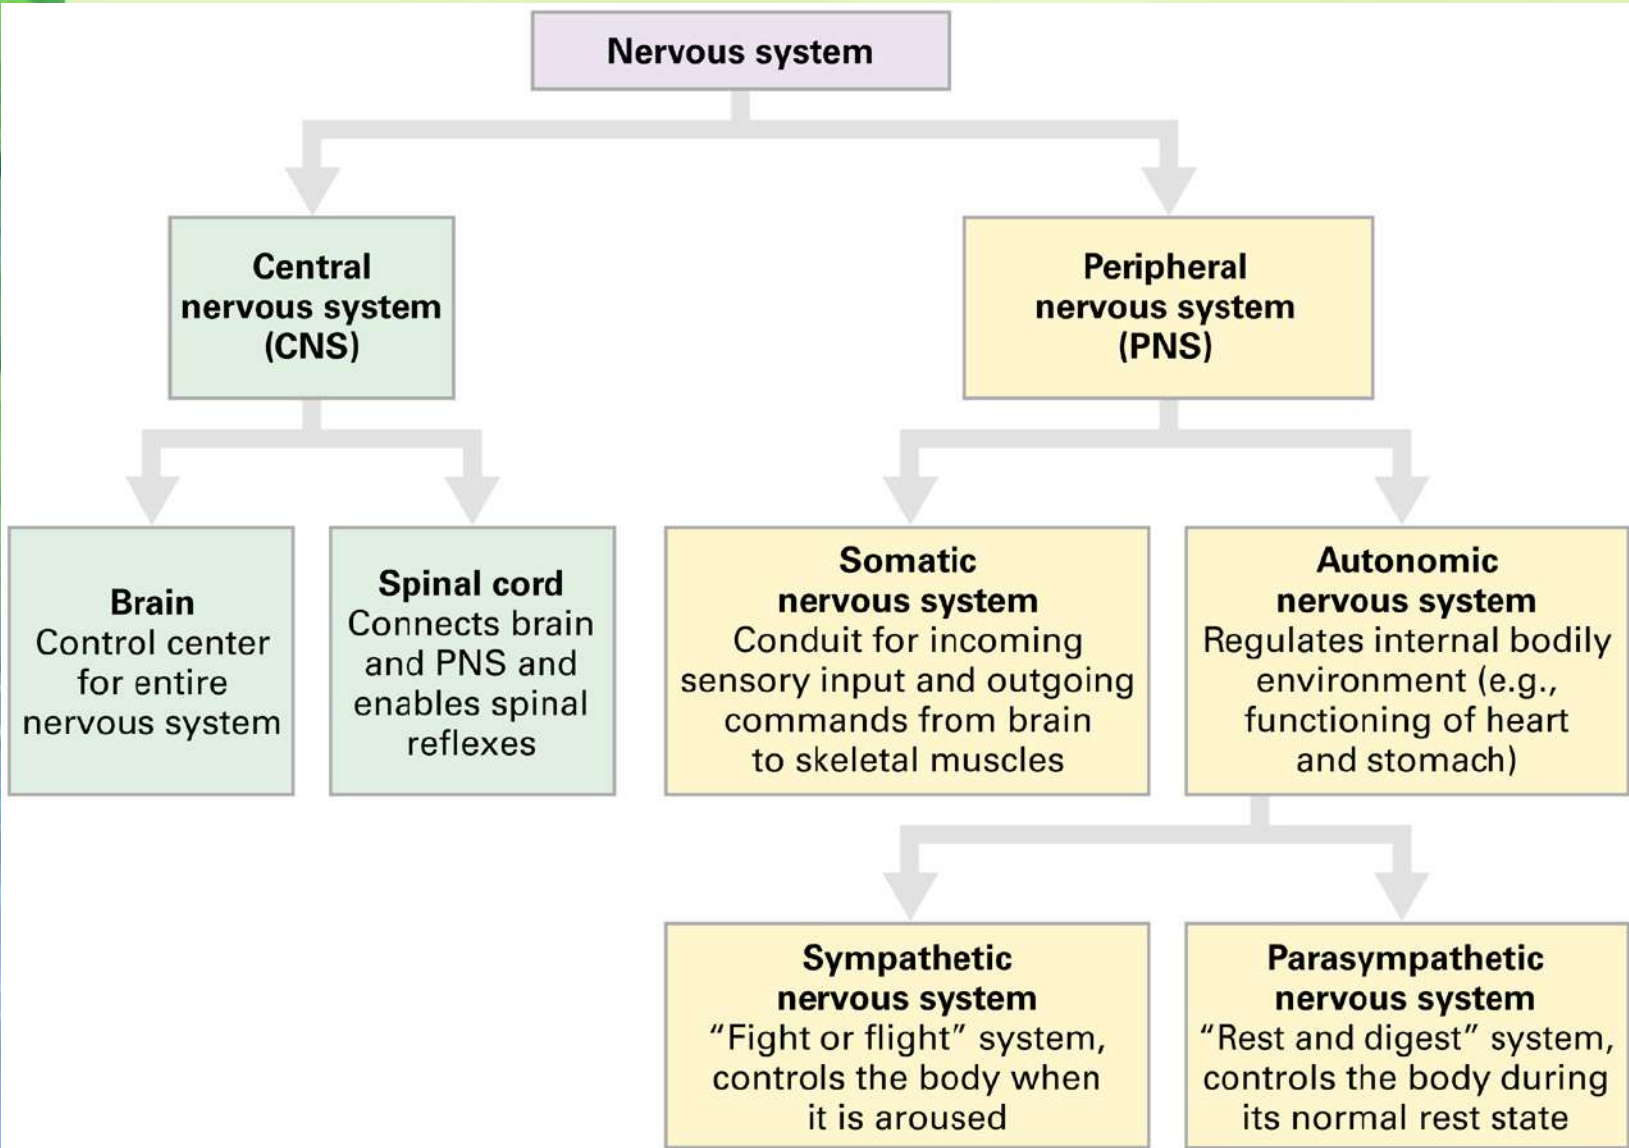 Nervous system
Central
nervous system
(CNS)
Peripheral
nervous system
(PNS)
Brain
Control center
for entire
nervous system
Spinal cord
Connects brain
and PNS and
enables spinal
reflexes
Somatic
nervous system
Conduit for incoming
sensory input and outgoing
commands from brain
to skeletal muscles
Autonomic
nervous system
Regulates internal bodily
environment (e.g.,
functioning of heart
and stomach)
Sympathetic
nervous system
“Fight or flight” system,
controls the body when
it is aroused
Parasympathetic
nervous system
“Rest and digest” system,
controls the body during
its normal rest state